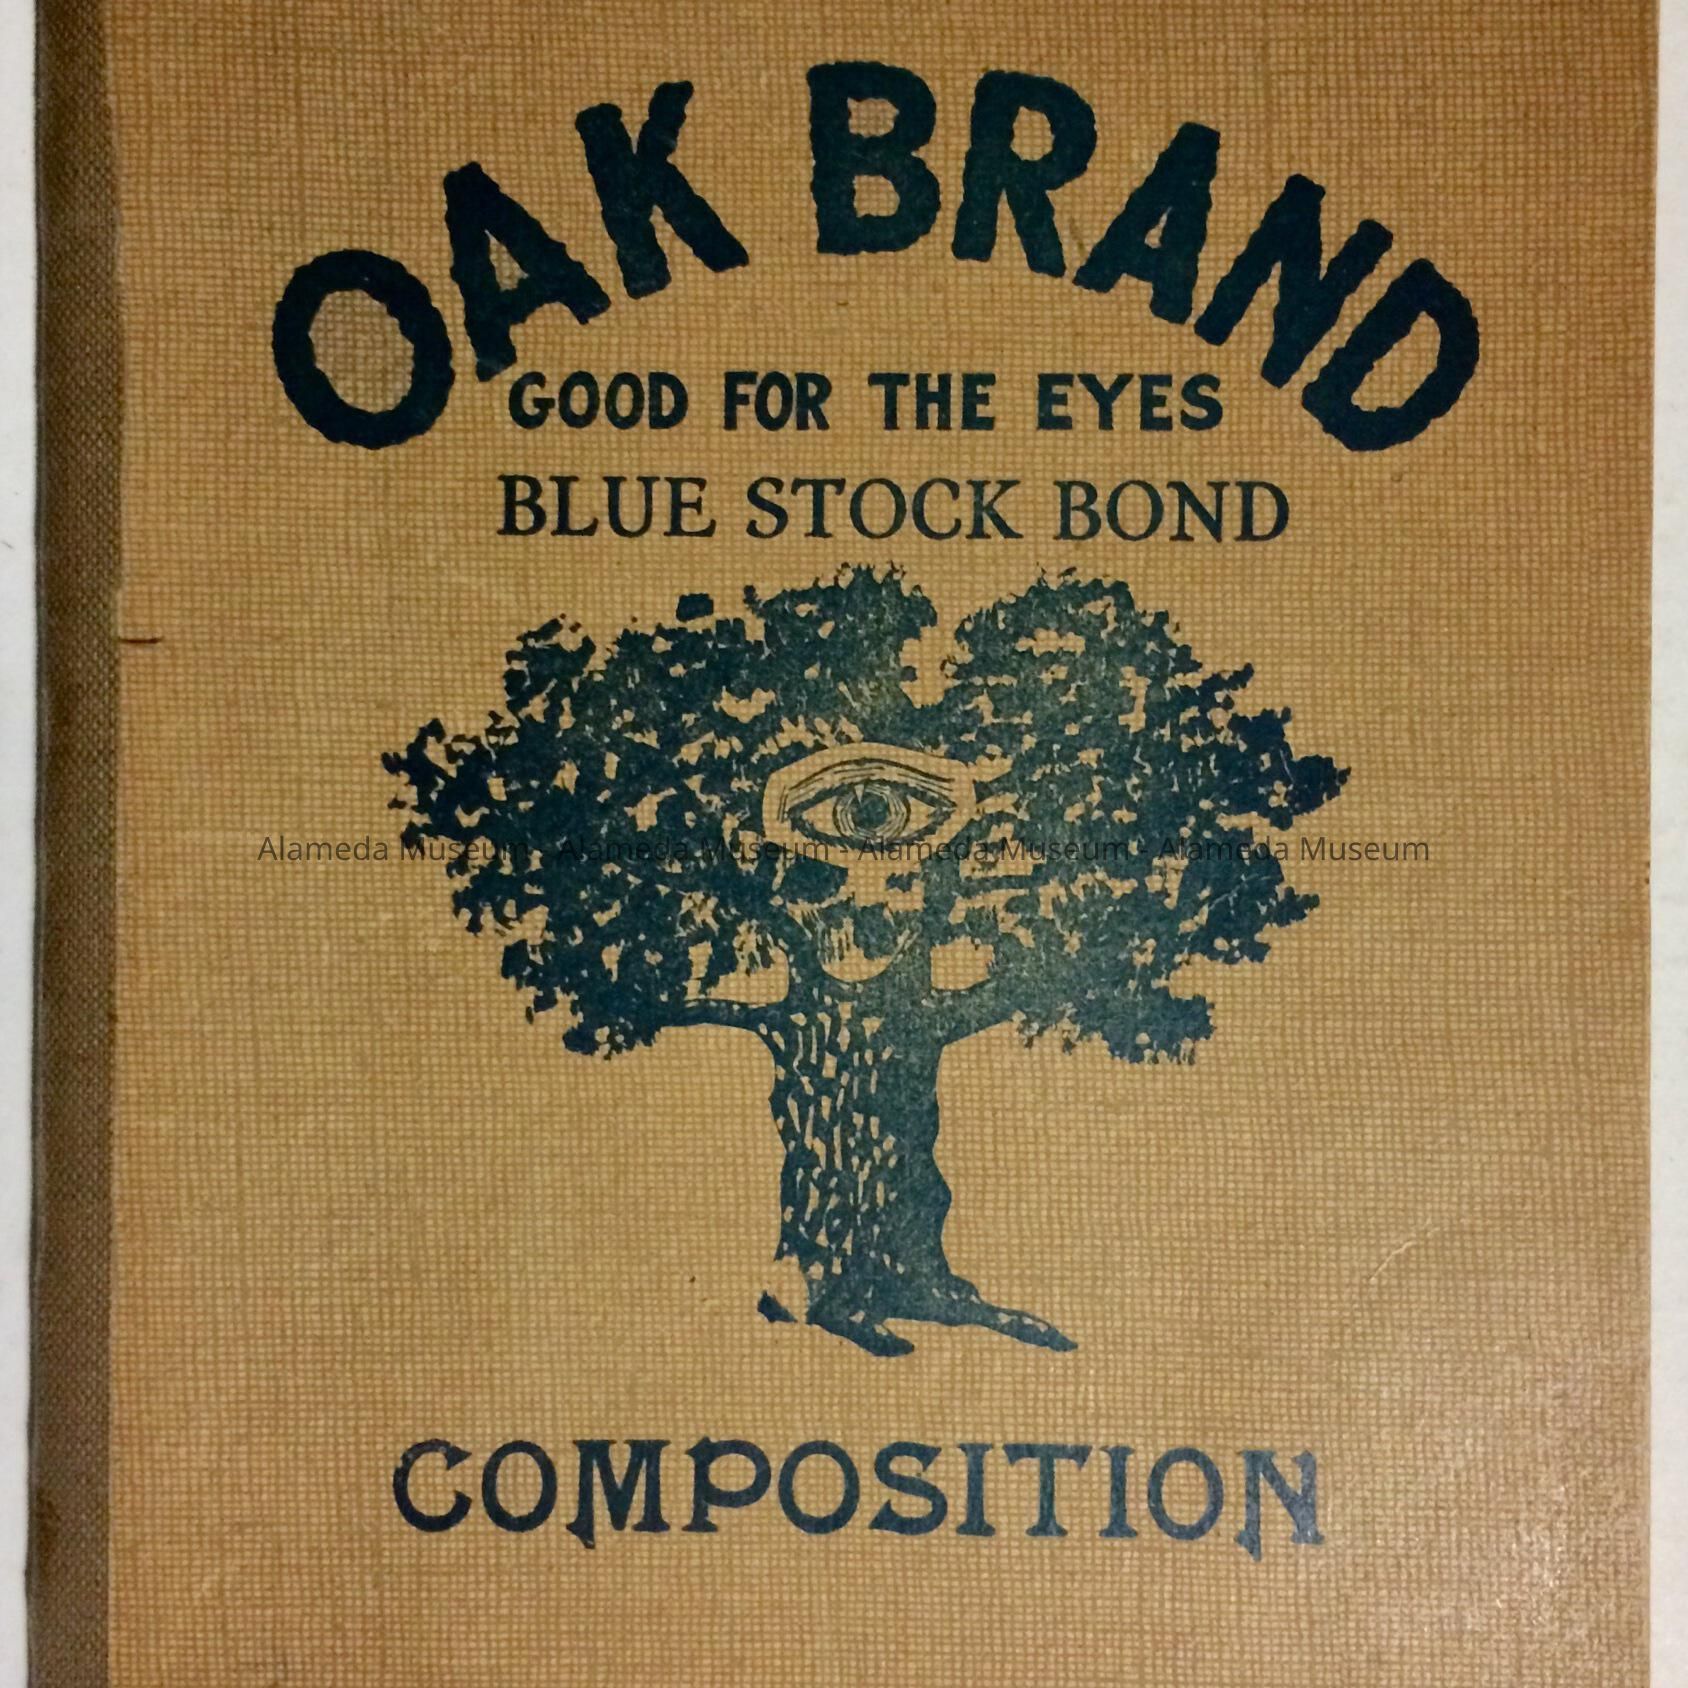 OAK BRAND
GOOD FOR THE EYES
BLUE STOCK BOND
Alameda Museum - Alameda Museum - Alameda Museum - Alameda Museum
COMPOSITION